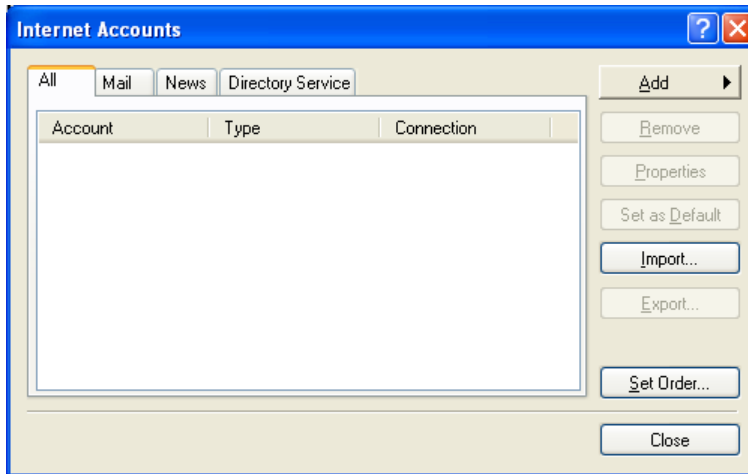 Internet Accounts
All Mail News Directory Service
Account Type Connection
Add
Remove
Properties
Set as Default
Import...
Export...
Set Order...
Close